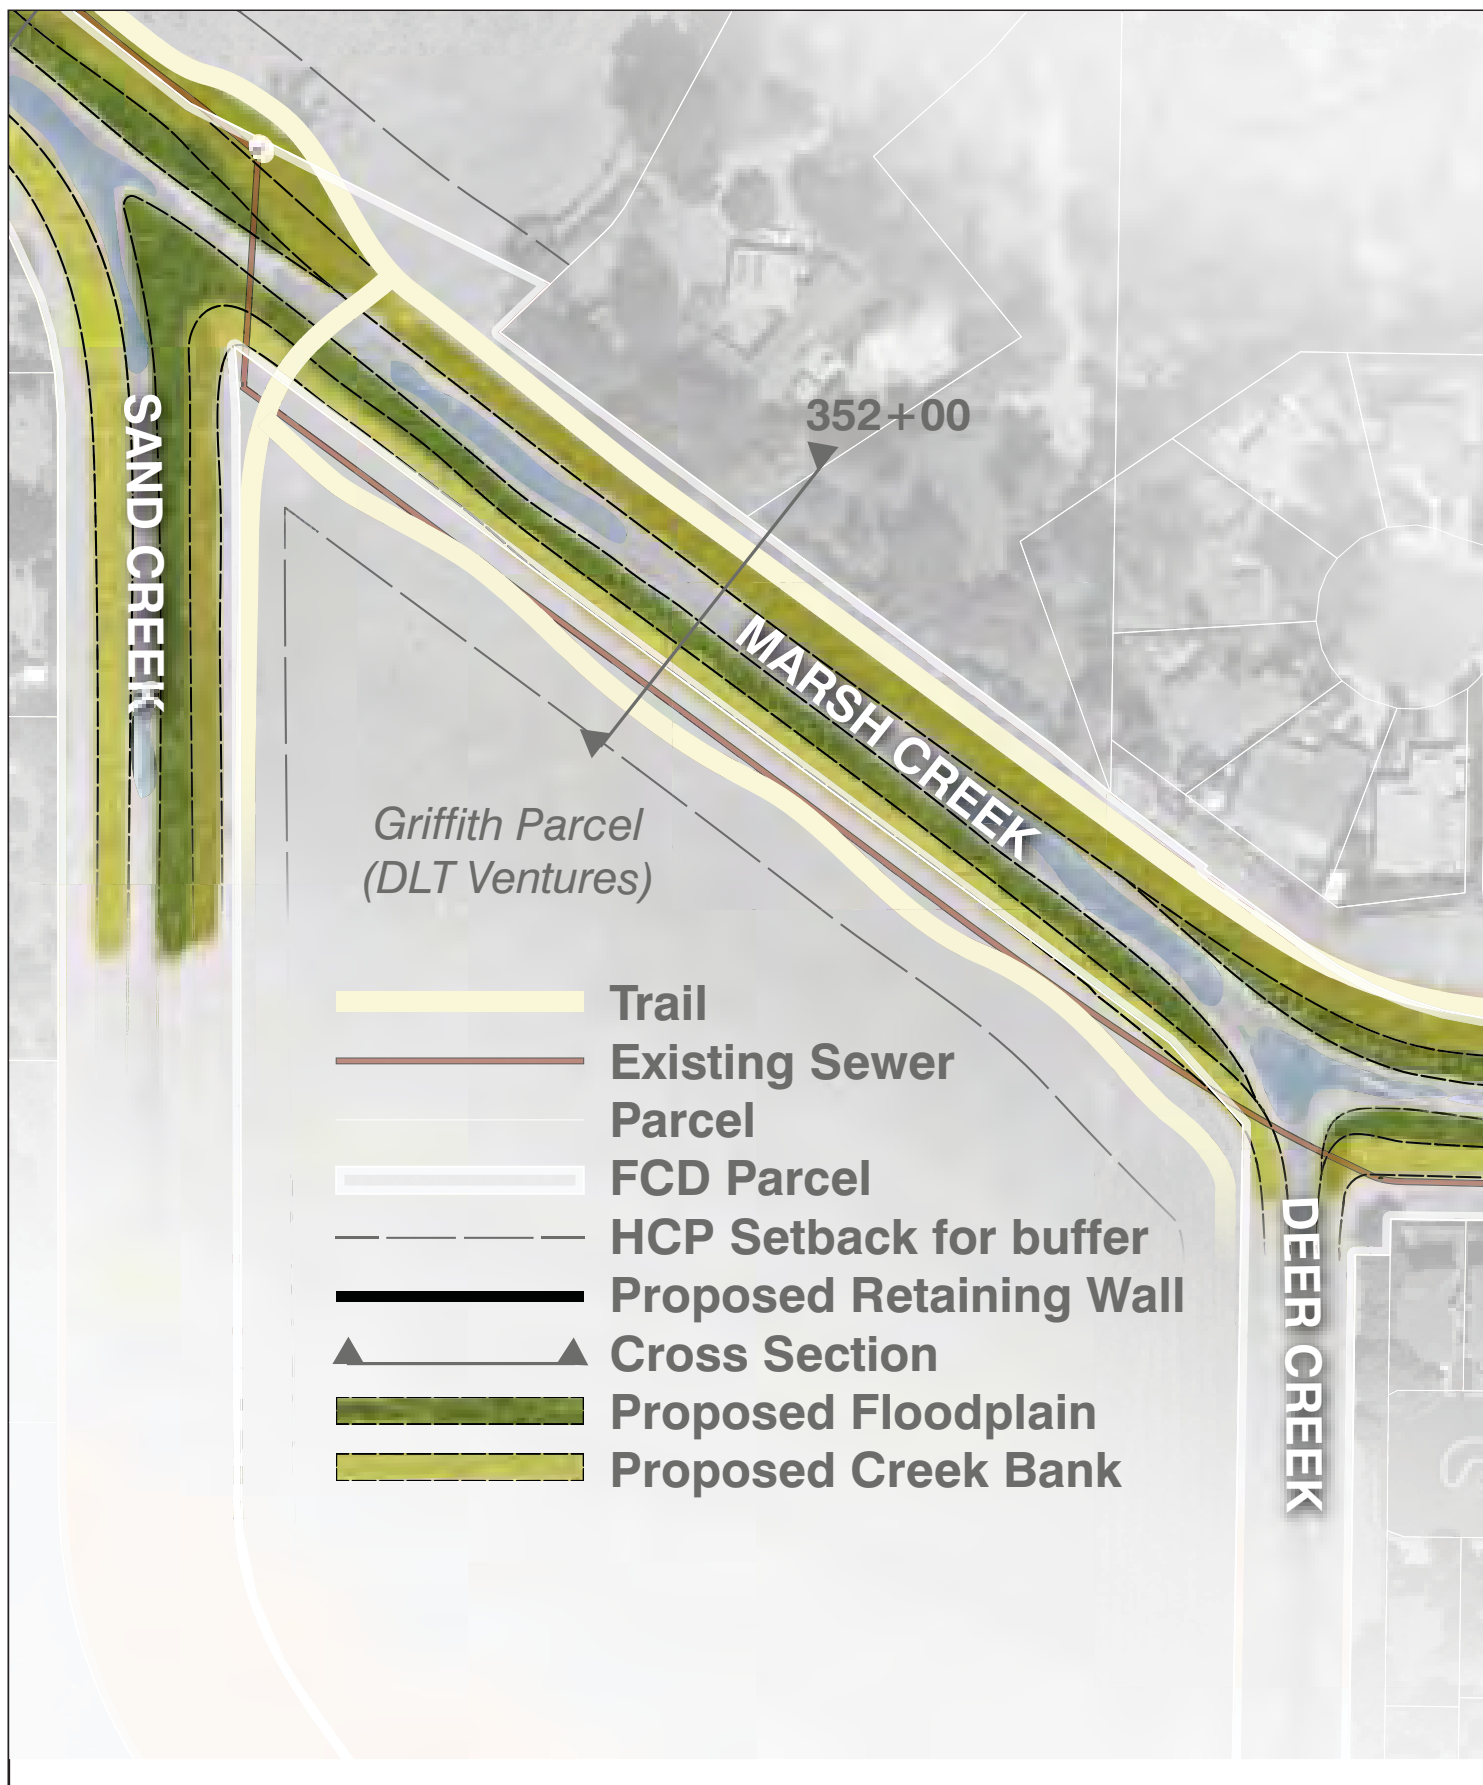 352+00
SAND CREEK
MARSH CREEK
Griffith Parcel
(DLT Ventures)
Trail
Existing Sewer
Parcel
FCD Parcel
HCP Setback for buffer
Proposed Retaining Wall
Cross Section
Proposed Floodplain
Proposed Creek Bank
DEER CREEK